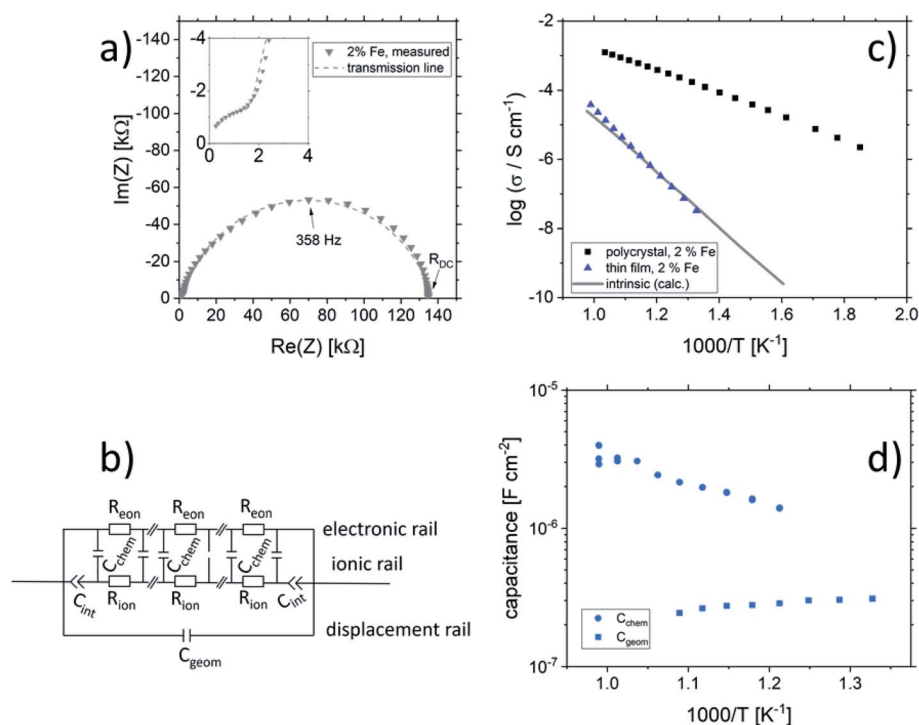 a)
-150
-140
-120
-100
-80
-60
-50
-40
-20
0
Im(Z) [kΩ]
-4
-2
0
0 2 4
2% Fe, measured
transmission line
358 Hz
R_DC
0 20 40 60 80 100 120 140
Re(Z) [kΩ]
c)
-2
-4
-6
-8
-10
log (σ / S cm⁻¹)
polycrystal, 2 % Fe
thin film, 2 % Fe
intrinsic (calc.)
1.0 1.2 1.4 1.6 1.8 2.0
1000/T [K⁻¹]
b)
R_eon R_eon R_eon
electronic rail
C_chem C_chem
ionic rail
C_int R_ion R_ion R_ion C_int
displacement rail
C_geom
d)
10⁻⁵
10⁻⁶
10⁻⁷
capacitance [F cm⁻²]
C_chem
C_geom
1.0 1.1 1.2 1.3
1000/T [K⁻¹]